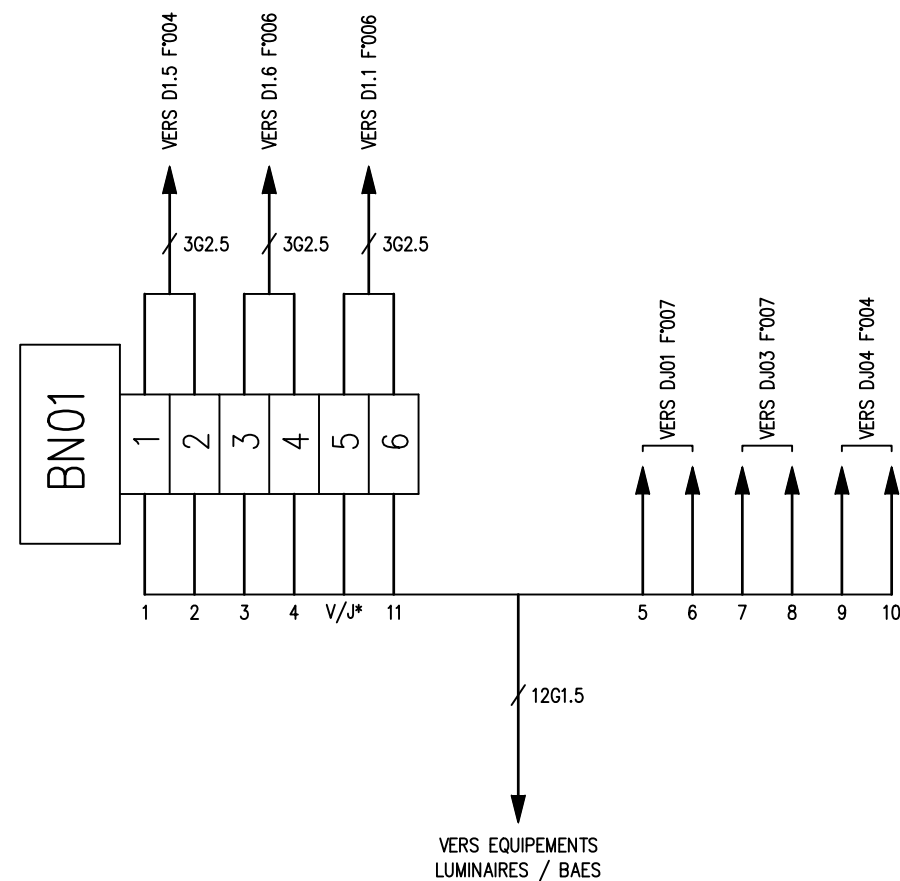 VERS D1.5 F°004
VERS D1.6 F°006
VERS D1.1 F°006
3G2.5
3G2.5
3G2.5
VERS DJ01 F°007
VERS DJ03 F°007
VERS DJ04 F°004
BN01
1
2
3
4
5
6
1
2
3
4
V/J*
11
5
6
7
8
9
10
12G1.5
VERS EQUIPEMENTS
LUMINAIRES / BAES